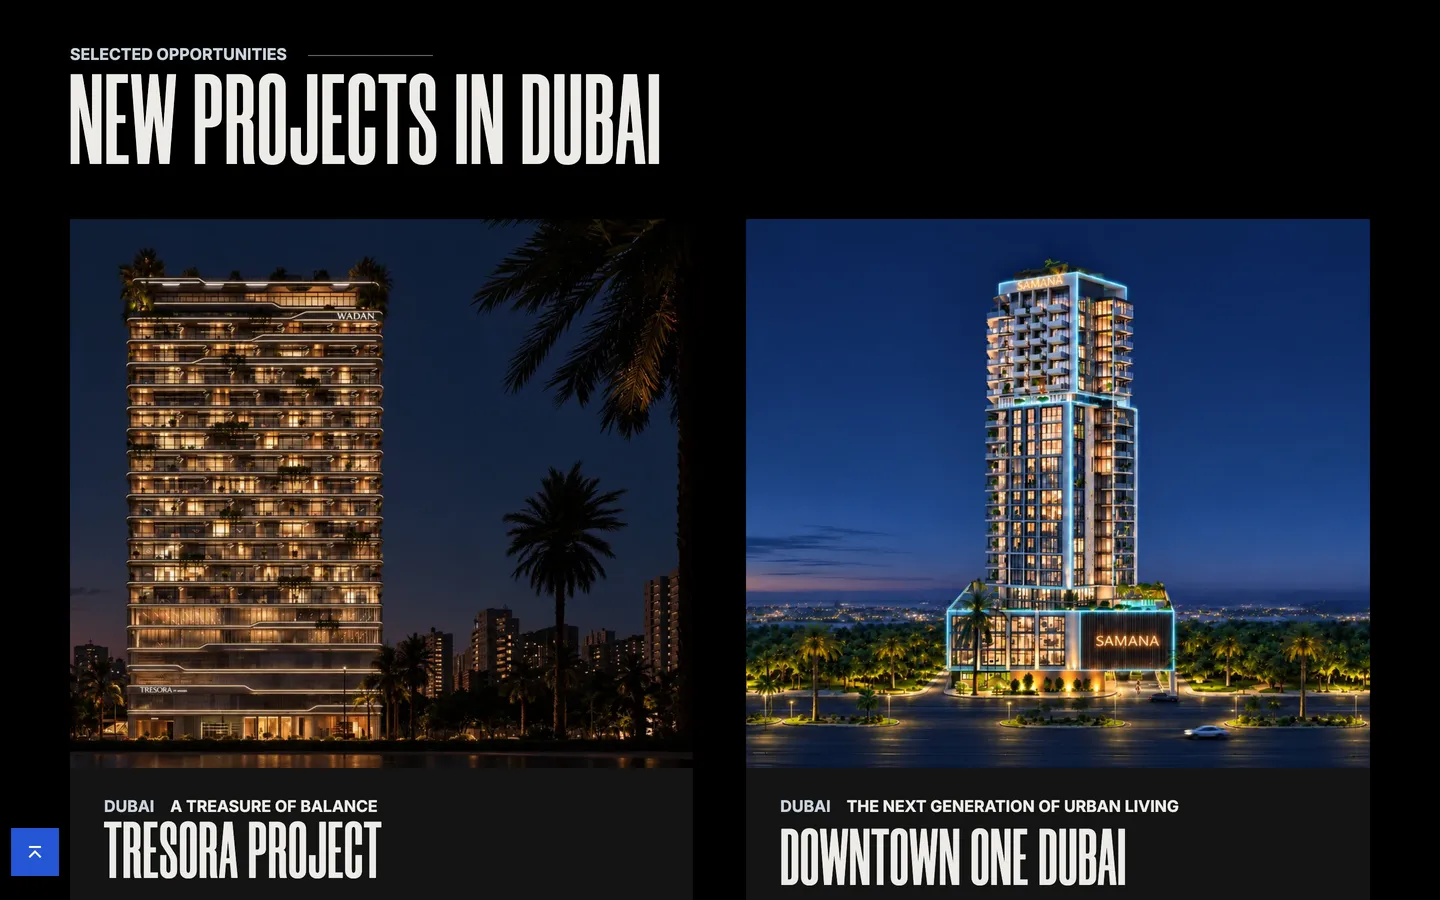 SELECTED OPPORTUNITIES
NEW PROJECTS IN DUBAI
WADAN
TRESORA
SAMANA
SAMANA
DUBAI A TREASURE OF BALANCE
TRESORA PROJECT
DUBAI THE NEXT GENERATION OF URBAN LIVING
DOWNTOWN ONE DUBAI